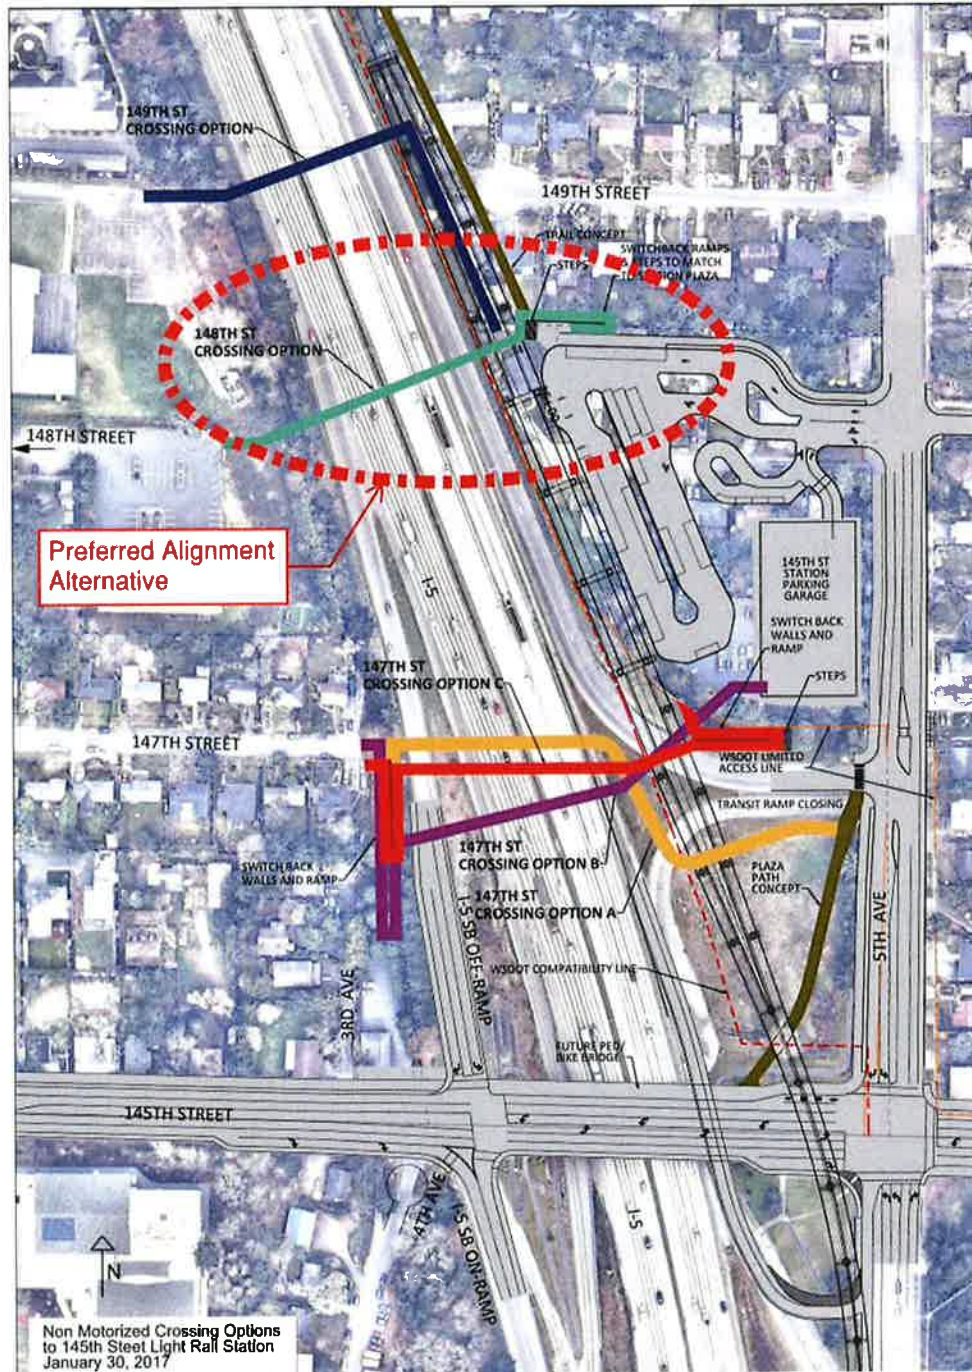 149TH ST
CROSSING OPTION
149TH STREET
TRAIL CONCEPT
STEPS
SWITCHBACK RAMPS
& STEPS TO MATCH
TO STATION PLAZA
148TH ST
CROSSING OPTION
148TH STREET
Preferred Alignment
Alternative
I-5
145TH ST
STATION
PARKING
GARAGE
SWITCH BACK
WALLS AND
RAMP
STEPS
147TH ST
CROSSING OPTION C
147TH STREET
WSDOT LIMITED
ACCESS LINE
TRANSIT RAMP CLOSING
147TH ST
CROSSING OPTION B
SWITCH BACK
WALLS AND RAMP
147TH ST
CROSSING OPTION A
PLAZA
PATH
CONCEPT
I-5 SB OFF-RAMP
WSDOT COMPATIBILITY LINE
5TH AVE
3RD AVE
FUTURE PED/
BIKE BRIDGE
145TH STREET
4TH AVE
I-5 SB ON-RAMP
I-5
N
Non Motorized Crossing Options
to 145th Steet Light Rail Station
January 30, 2017